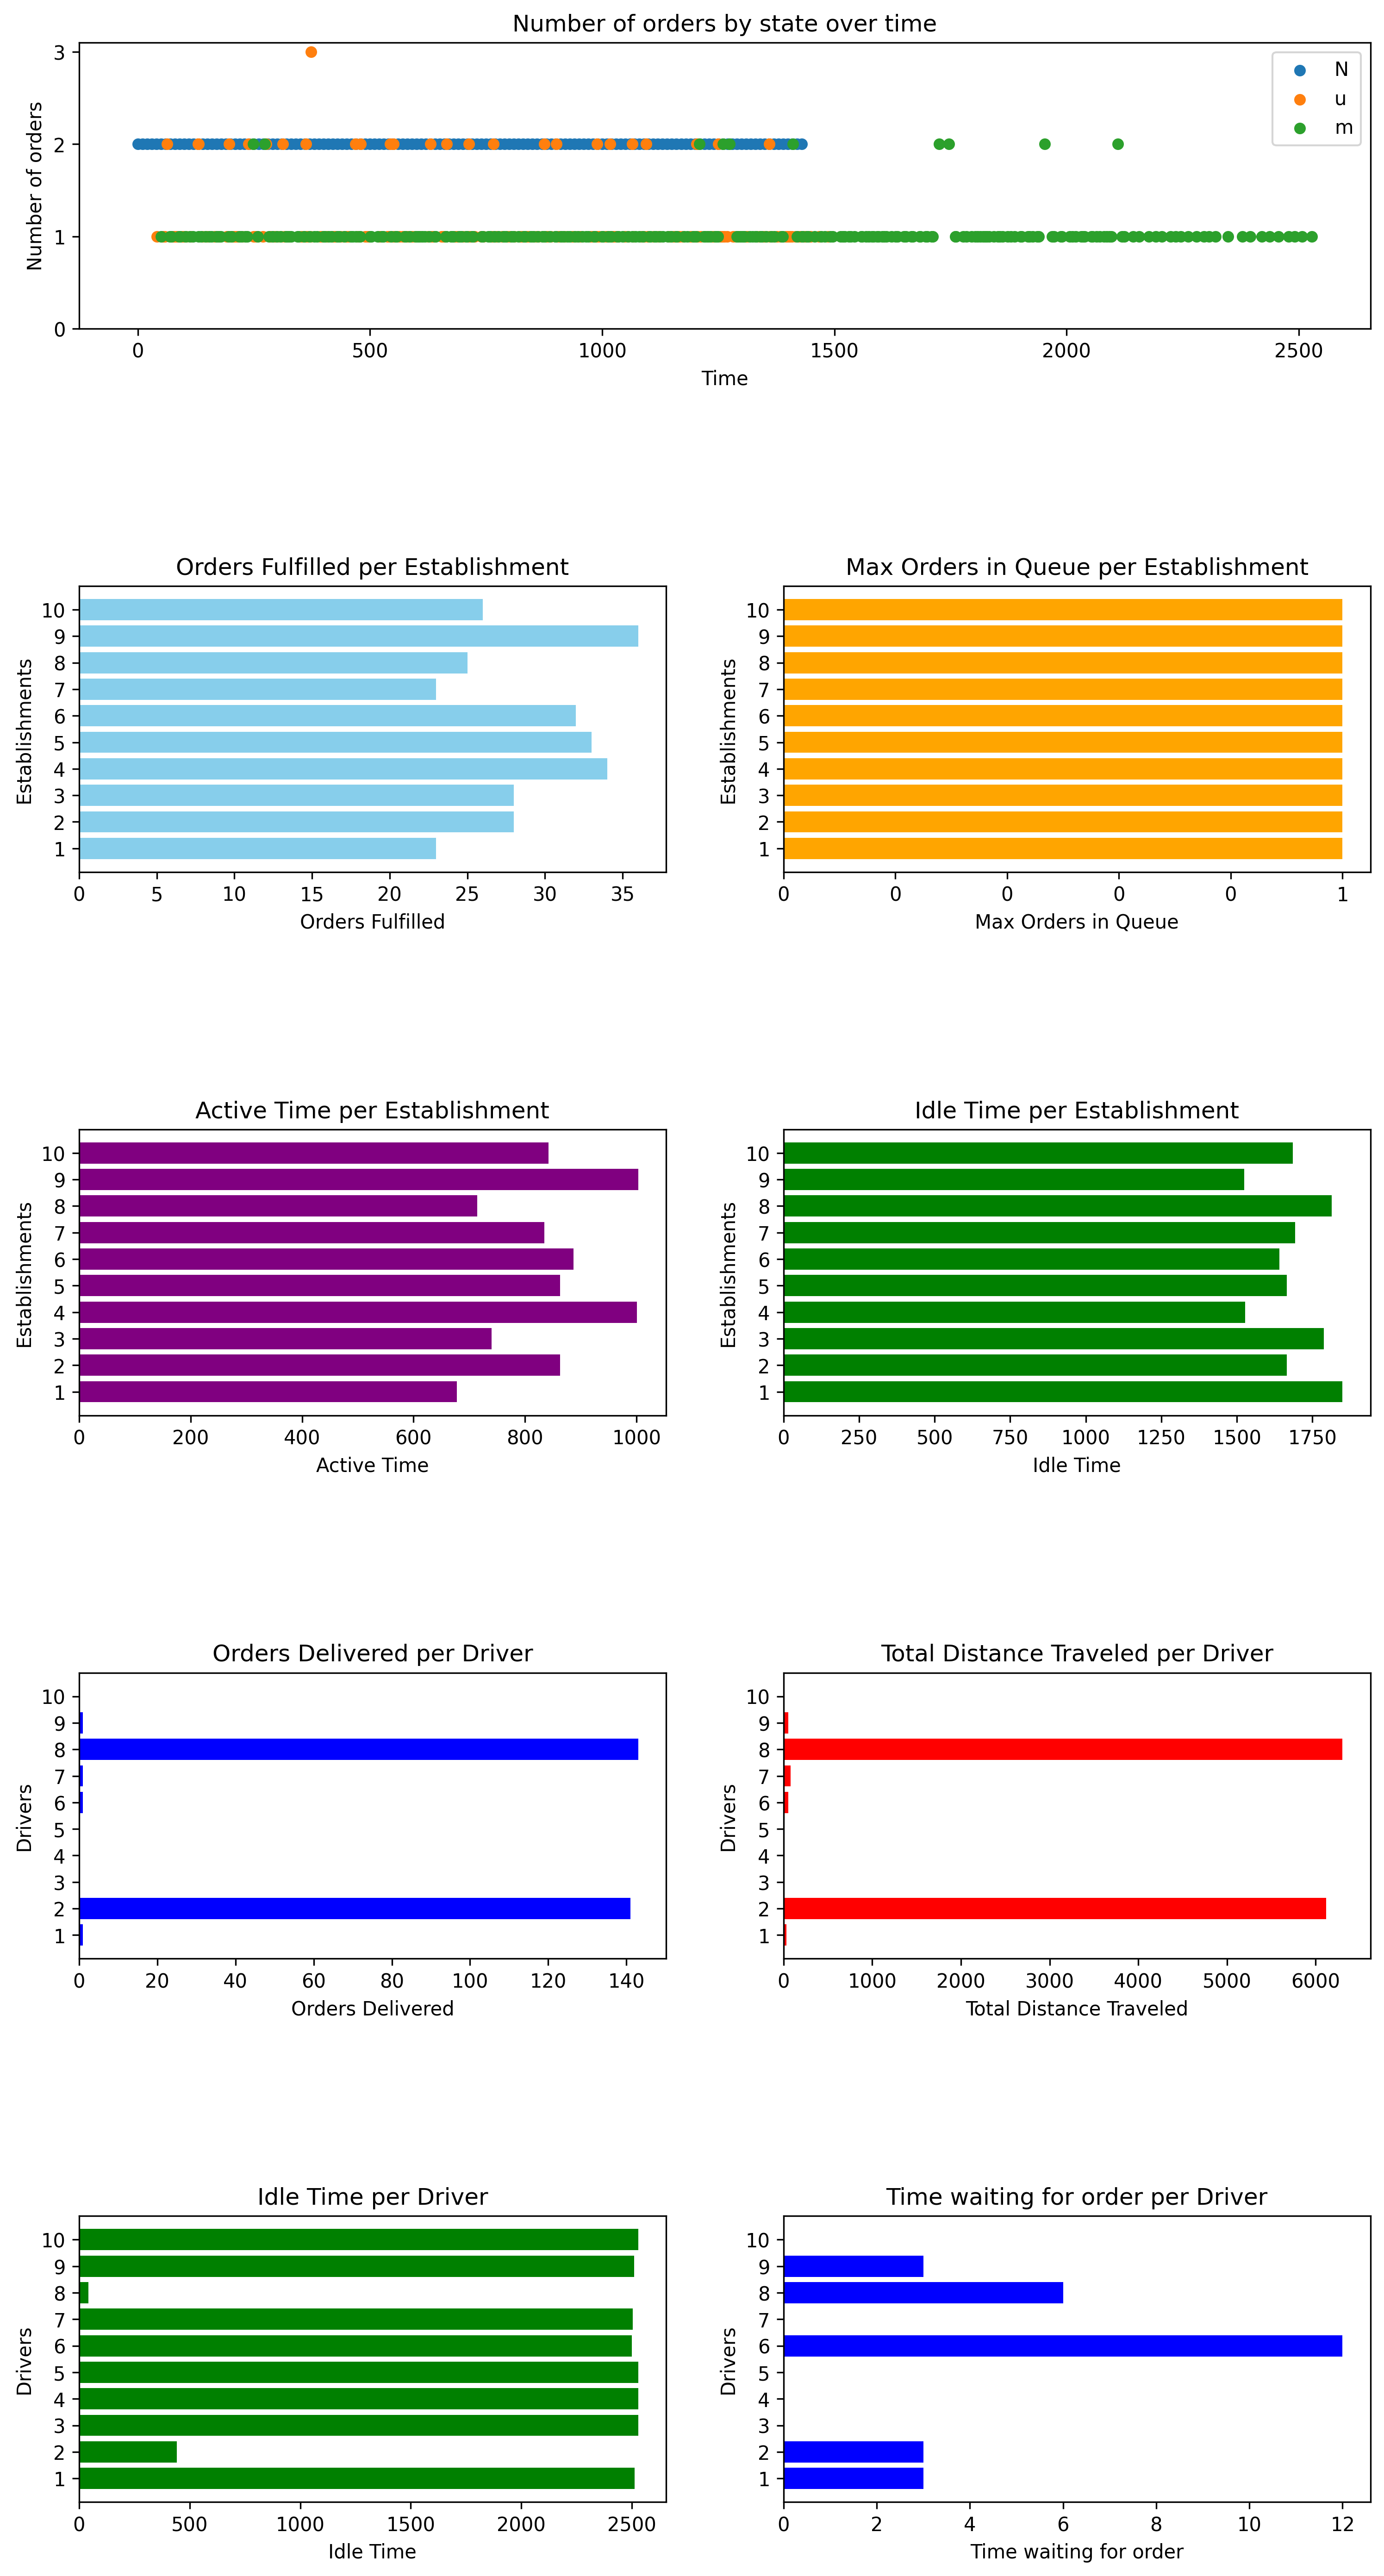 Number of orders by state over time
Number of orders
3
2
1
0
N
u
m
0 500 1000 1500 2000 2500
Time
Orders Fulfilled per Establishment
Establishments
10
9
8
7
6
5
4
3
2
1
0 5 10 15 20 25 30 35
Orders Fulfilled
Max Orders in Queue per Establishment
Establishments
10
9
8
7
6
5
4
3
2
1
0 0 0 0 0 1
Max Orders in Queue
Active Time per Establishment
Establishments
10
9
8
7
6
5
4
3
2
1
0 200 400 600 800 1000
Active Time
Idle Time per Establishment
Establishments
10
9
8
7
6
5
4
3
2
1
0 250 500 750 1000 1250 1500 1750
Idle Time
Orders Delivered per Driver
Drivers
10
9
8
7
6
5
4
3
2
1
0 20 40 60 80 100 120 140
Orders Delivered
Total Distance Traveled per Driver
Drivers
10
9
8
7
6
5
4
3
2
1
0 1000 2000 3000 4000 5000 6000
Total Distance Traveled
Idle Time per Driver
Drivers
10
9
8
7
6
5
4
3
2
1
0 500 1000 1500 2000 2500
Idle Time
Time waiting for order per Driver
Drivers
10
9
8
7
6
5
4
3
2
1
0 2 4 6 8 10 12
Time waiting for order